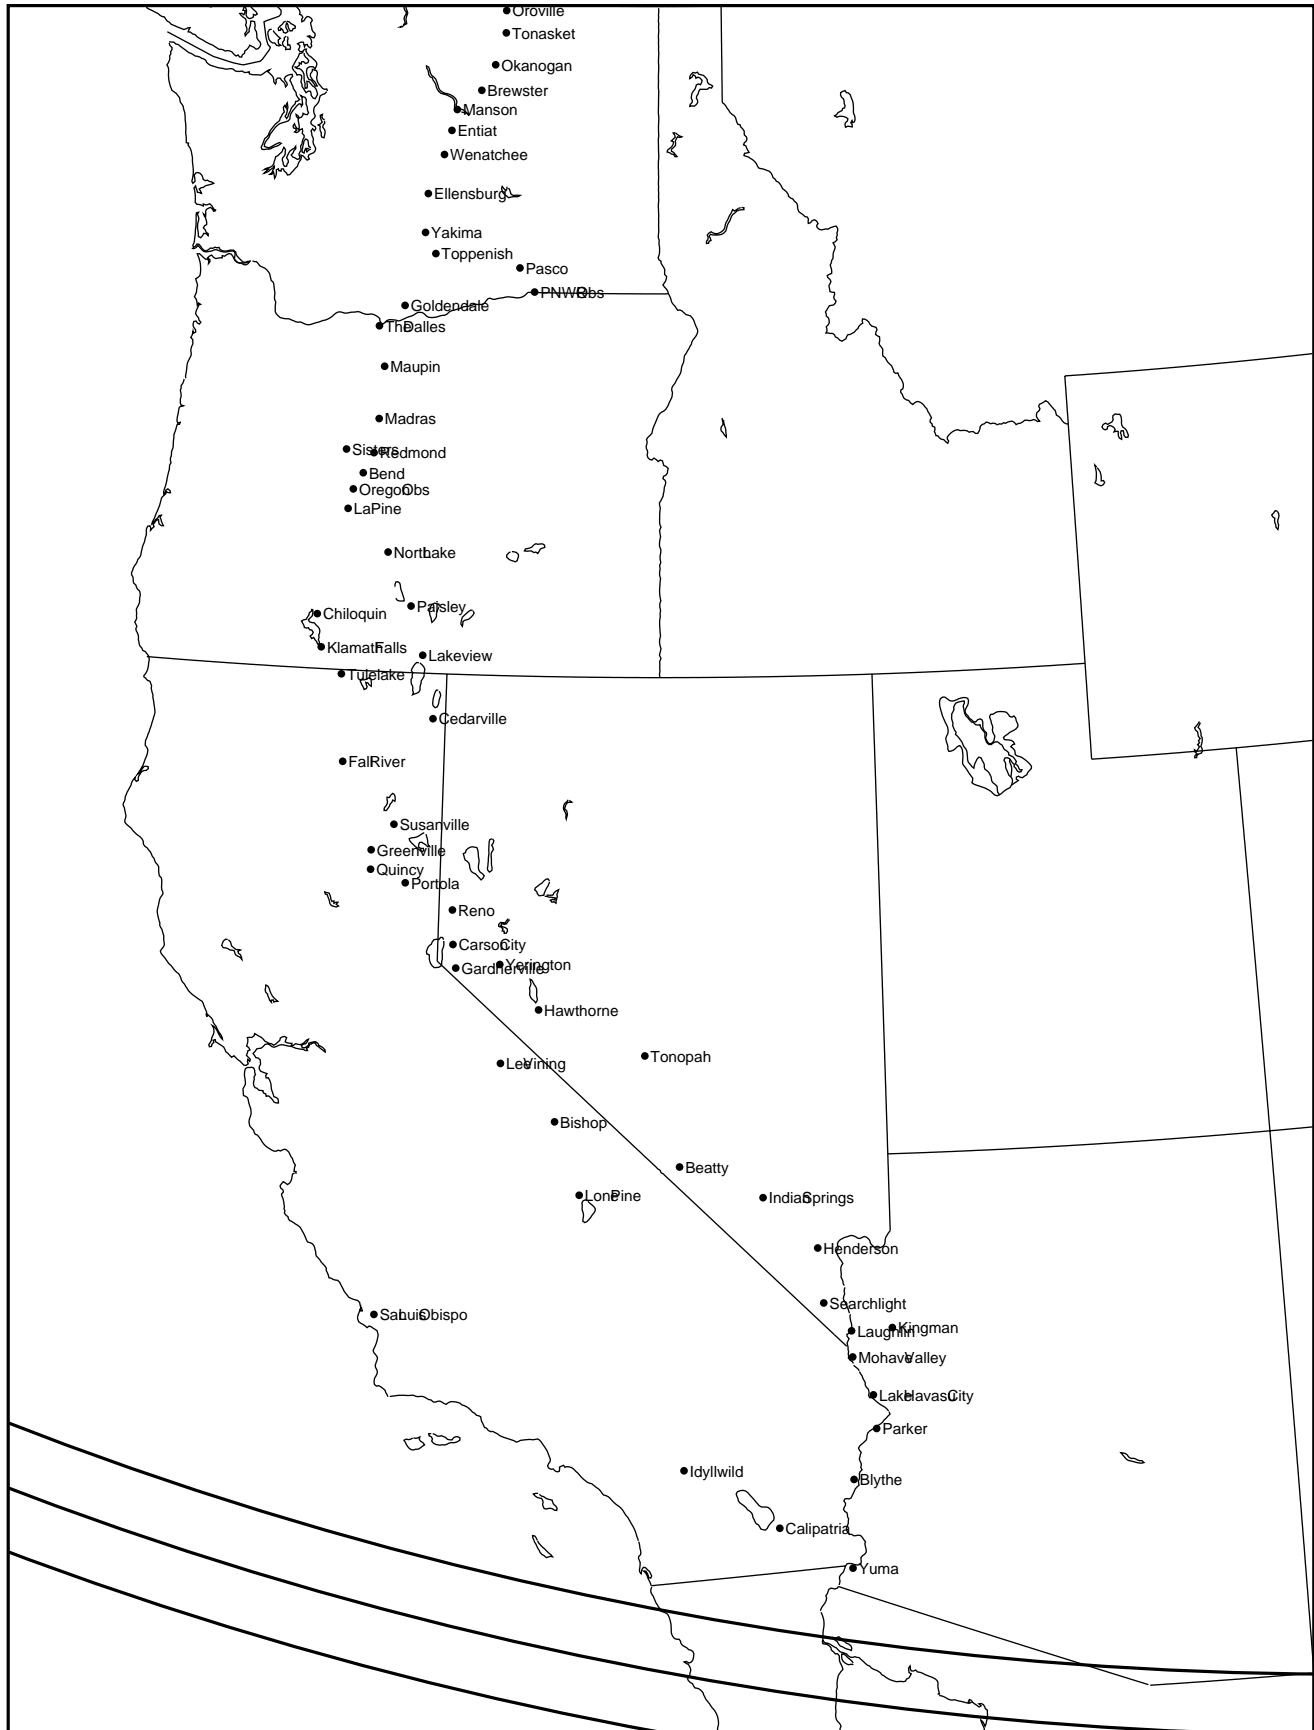 Oroville
Tonasket
Okanogan
Brewster
Manson
Entiat
Wenatchee
Ellensburg
Yakima
Toppenish
Pasco
PNWRObs
Goldendale
TheDalles
Maupin
Madras
Sisters
Redmond
Bend
OregonObs
LaPine
NorthLake
Paisley
Chiloquin
KlamathFalls
Lakeview
Tulelake
Cedarville
FallRiver
Susanville
Greenville
Quincy
Portola
Reno
CarsonCity
Yerington
Gardnerville
Hawthorne
Tonopah
LeeVining
Bishop
Beatty
LonePine
IndianSprings
Henderson
Searchlight
SanLuisObispo
Kingman
Laughlin
MohaveValley
LakeHavasuCity
Parker
Idyllwild
Blythe
Calipatria
Yuma